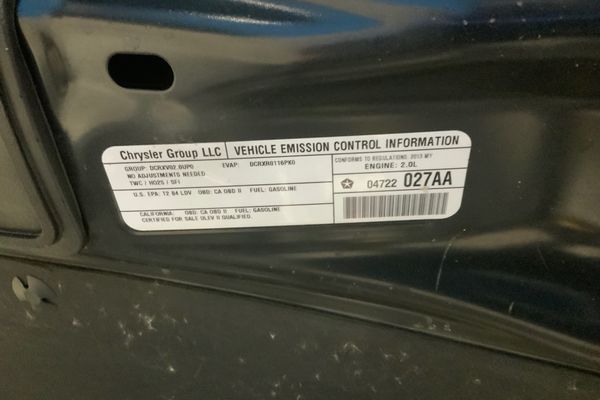 Chrysler Group LLC VEHICLE EMISSION CONTROL INFORMATION
GROUP: DCRXV02.0UP0 EVAP: DCRXR0116PK0
NO ADJUSTMENTS NEEDED
TWC / HO2S / SFI
CONFORMS TO REGULATIONS: 2013 MY
ENGINE: 2.0L
U.S. EPA: T2 B4 LDV OBD: CA OBD II FUEL: GASOLINE
04722 027AA
CALIFORNIA: OBD: CA OBD II FUEL: GASOLINE
CERTIFIED FOR SALE ULEV II QUALIFIED.